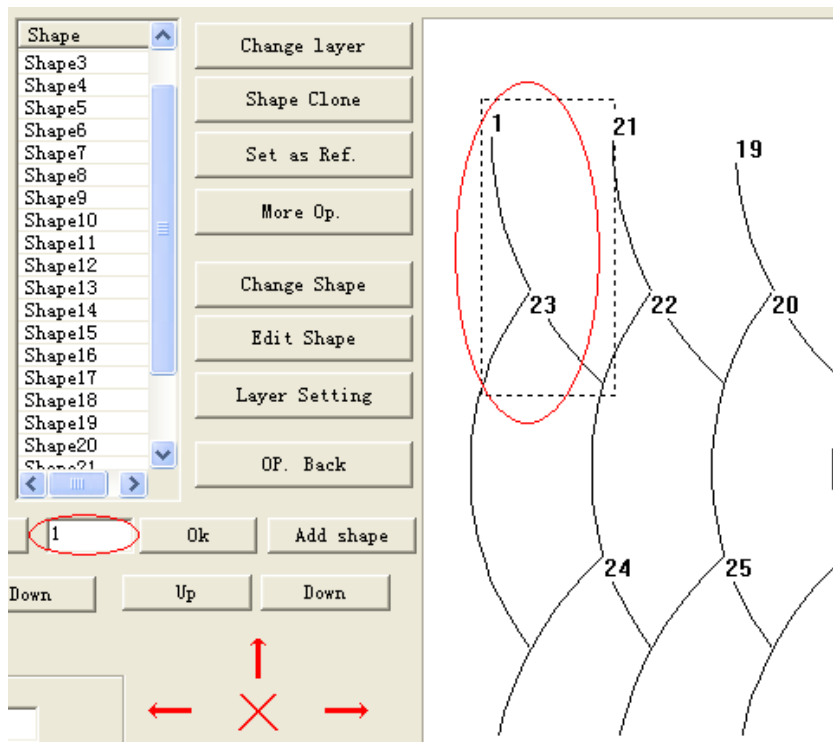 Shape
Shape3
Shape4
Shape5
Shape6
Shape7
Shape8
Shape9
Shape10
Shape11
Shape12
Shape13
Shape14
Shape15
Shape16
Shape17
Shape18
Shape19
Shape20
Shape21
Change layer
Shape Clone
Set as Ref.
More Op.
Change Shape
Edit Shape
Layer Setting
OP. Back
1
Ok
Add shape
Down
Up
Down
1
21
19
23
22
20
24
25